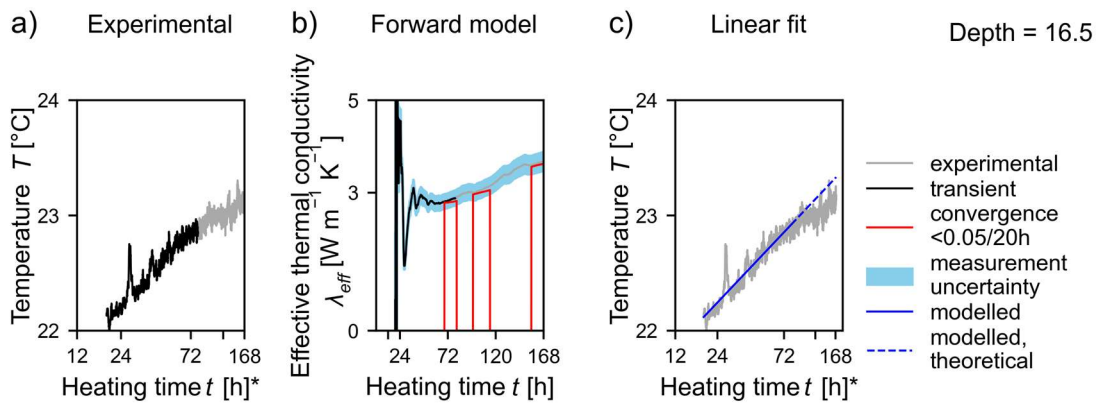 a) Experimental
b) Forward model
c) Linear fit
Depth = 16.5
Temperature T [°C]
24
23
22
12 24 72 168
Heating time t [h]*
Effective thermal conductivity
λeff [W m⁻¹ K⁻¹]
5
3
0
24 72 120 168
Heating time t [h]
Temperature T [°C]
24
23
22
12 24 72 168
Heating time t [h]*
experimental
transient
convergence
<0.05/20h
measurement
uncertainty
modelled
modelled,
theoretical